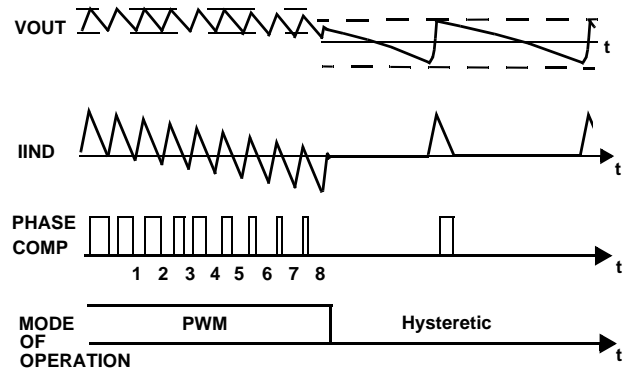 VOUT
t
IIND
t
PHASE
COMP
t
1 2 3 4 5 6 7 8
MODE
OF
OPERATION
PWM
Hysteretic
t